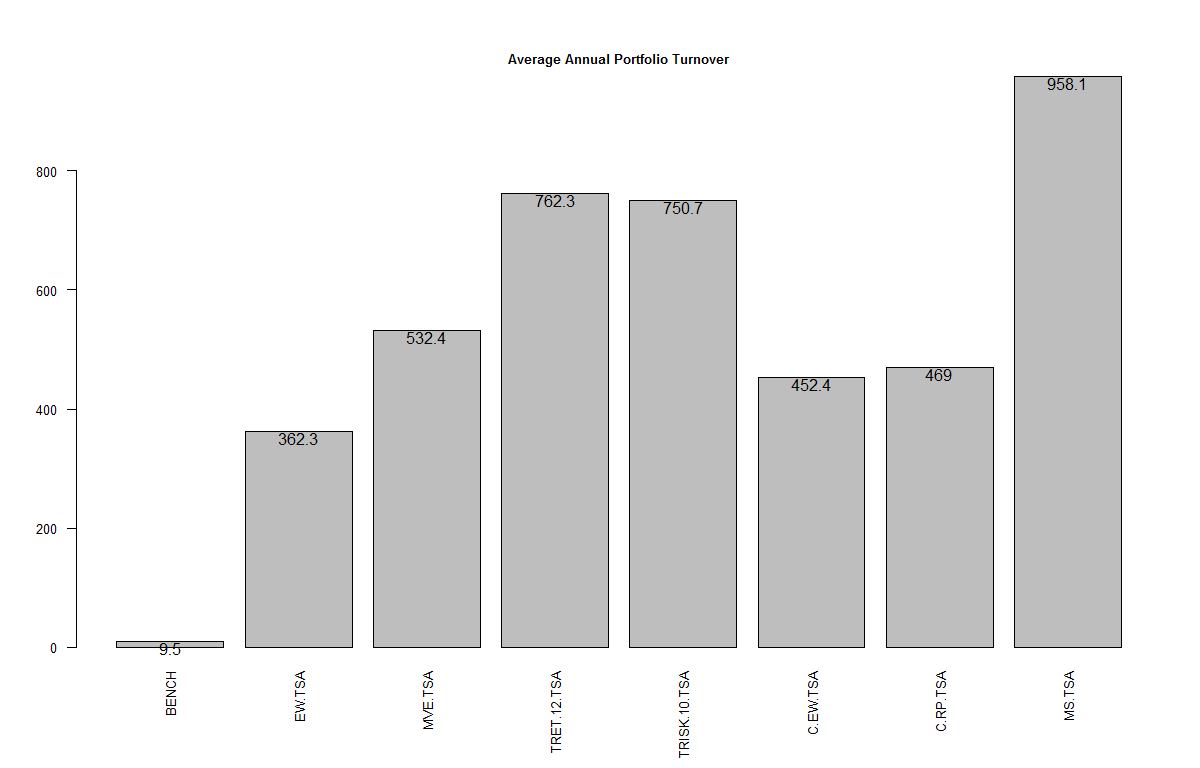 Average Annual Portfolio Turnover
958.1
800
762.3
750.7
600
532.4
469
452.4
400
362.3
200
0
9.5
BENCH
EW.TSA
MVE.TSA
TRET.12.TSA
TRISK.10.TSA
C.EW.TSA
C.RP.TSA
MS.TSA